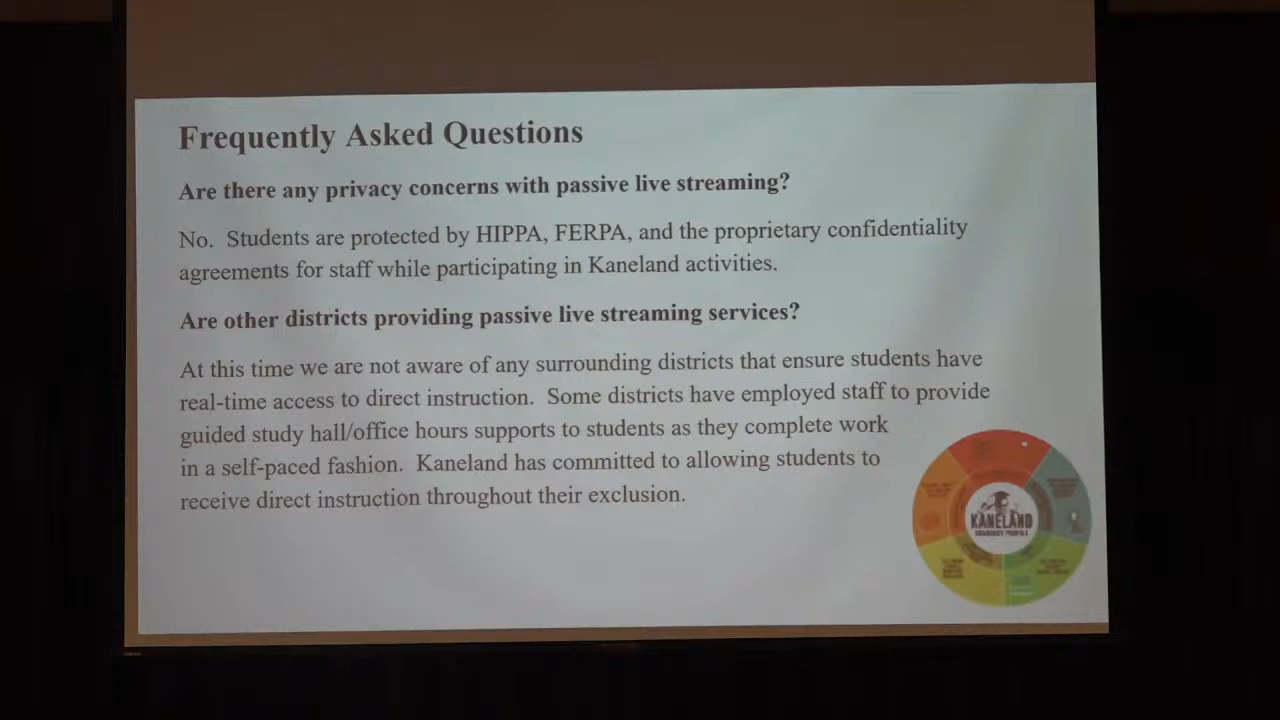 Frequently Asked Questions
Are there any privacy concerns with passive live streaming?
No. Students are protected by HIPPA, FERPA, and the proprietary confidentiality
agreements for staff while participating in Kaneland activities.
Are other districts providing passive live streaming services?
At this time we are not aware of any surrounding districts that ensure students have
real-time access to direct instruction. Some districts have employed staff to provide
guided study hall/office hours supports to students as they complete work
in a self-paced fashion. Kaneland has committed to allowing students to
receive direct instruction throughout their exclusion.
KANELAND